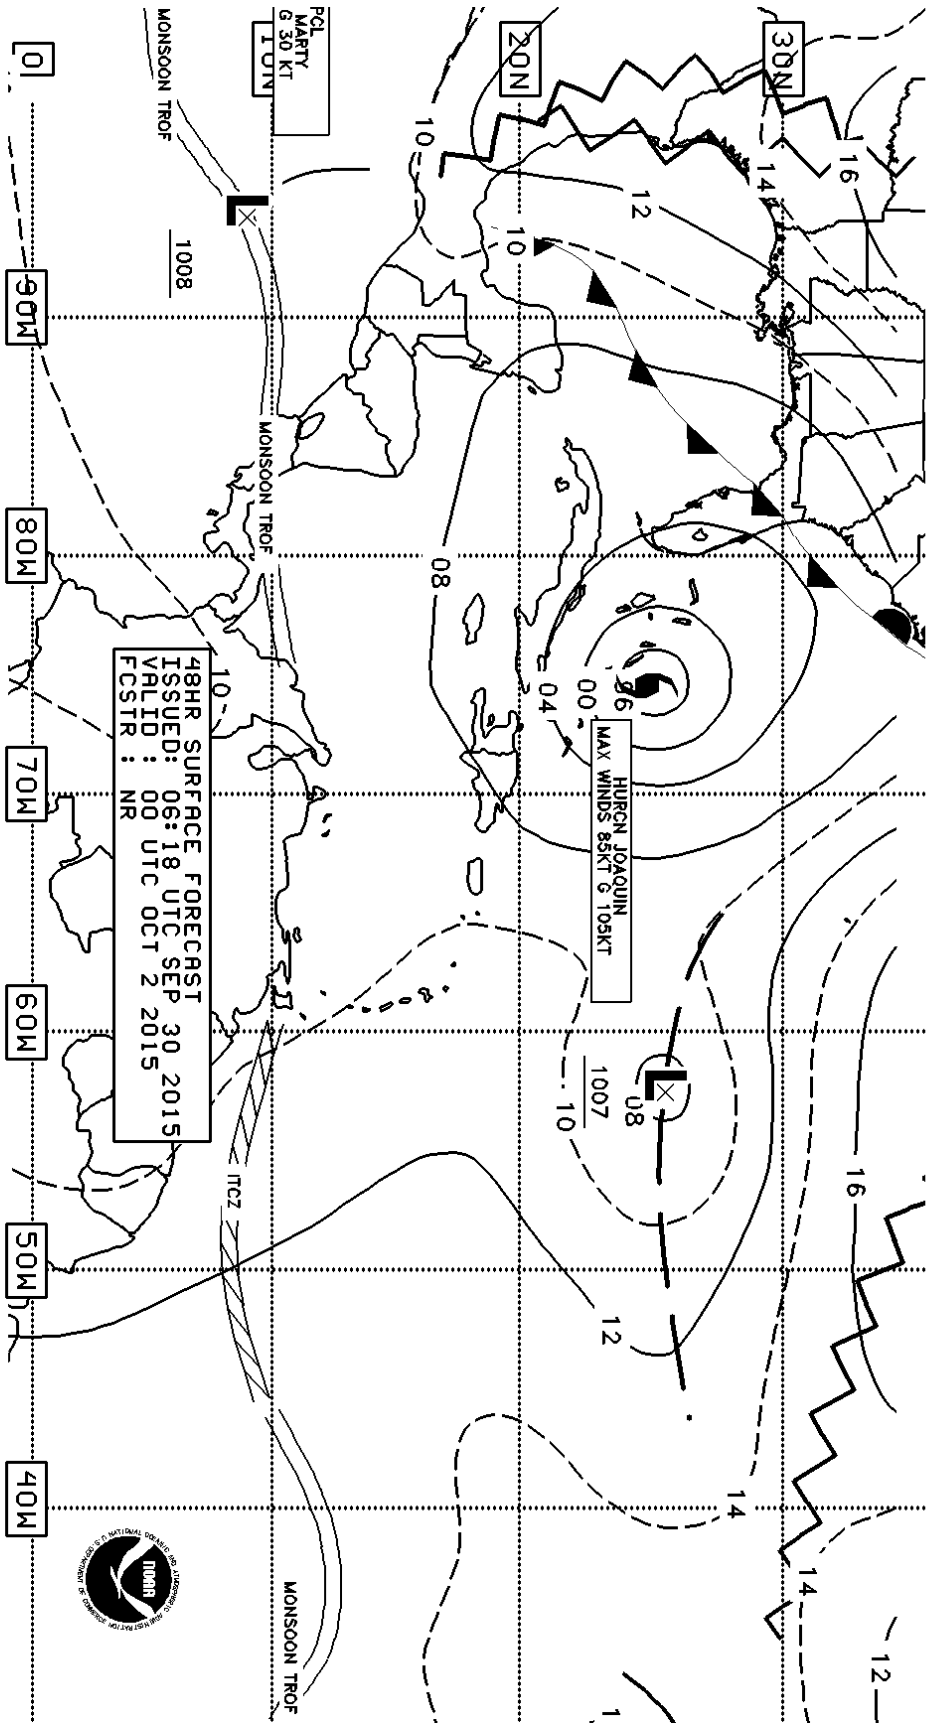 PCL
MARTY
G 30 KT
30N
20N
10N
0
MONSOON TROF
1008
10
10
12
14
16
90W
80W
70W
60W
50W
40W
MONSOON TROF
08
10
04
00
96
HURCN JOAQUIN
MAX WINDS 85KT G 105KT
48HR SURFACE FORECAST
ISSUED: 06:18 UTC SEP 30 2015
VALID : 00 UTC OCT 2 2015
FCSTR : NR
L
L
1007
08
10
ITCZ
16
12
14
14
12
1
MONSOON TROF
NOAA